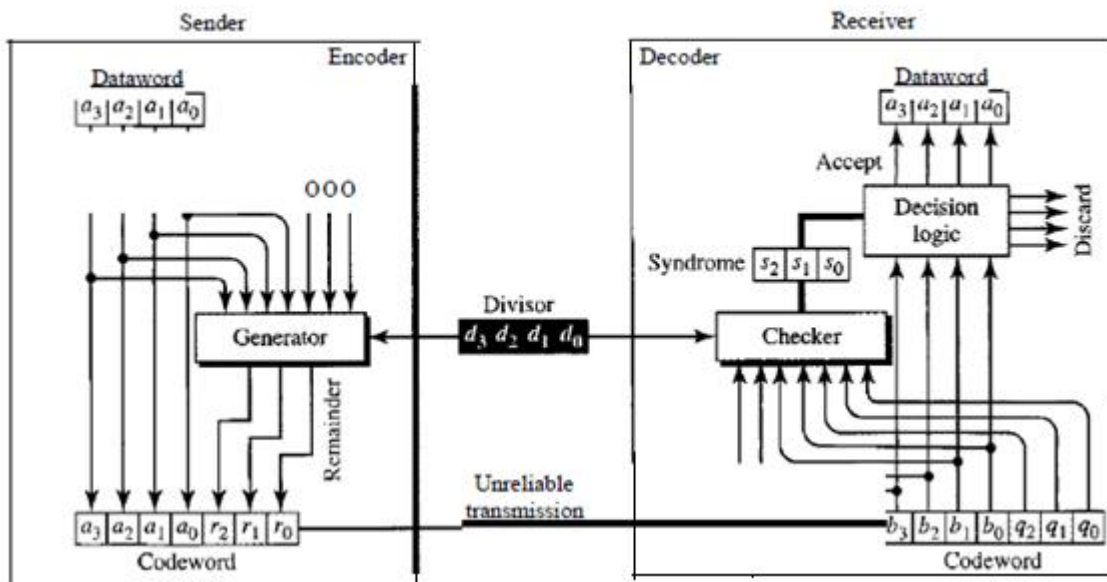 Sender
Receiver
Encoder
Decoder
Dataword
a3 a2 a1 a0
Dataword
a3 a2 a1 a0
Accept
000
Decision
logic
Discard
Syndrome s2 s1 s0
Divisor
d3 d2 d1 d0
Generator
Checker
Remainder
Unreliable
transmission
a3 a2 a1 a0 r2 r1 r0
Codeword
b3 b2 b1 b0 q2 q1 q0
Codeword